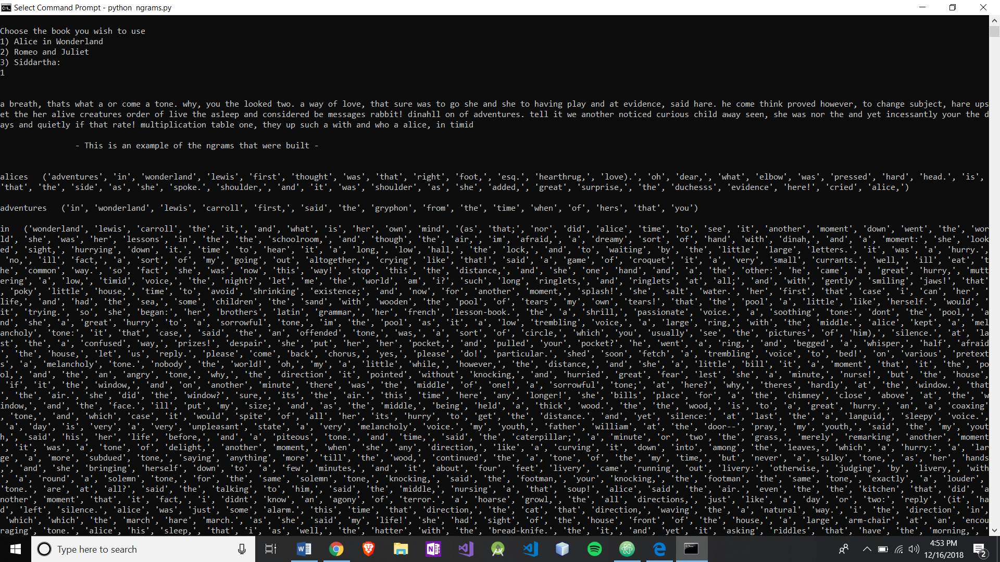 Select Command Prompt - python  ngrams.py
Choose the book you wish to use
1) Alice in Wonderland
2) Romeo and Juliet
3) Siddartha:
1
a breath, thats what a or come a tone. why, you the looked two. a way of love, that sure was to go she and she to having play and at evidence, said hare. he come think proved however, to change subject, hare ups
et the her alive creatures order of live the asleep and considered be messages rabbit! dinahll on of adventures. tell it we another noticed curious child away seen, she was nor the and yet incessantly your the d
ays and quietly if that rate! multiplication table one, they up such a with and who a alice, in timid
- This is an example of the ngrams that were built -
alices   ('adventures', 'in', 'wonderland', 'lewis', 'first', 'thought', 'was', 'that', 'right', 'foot,', 'esq.', 'hearthrug,', 'love).', 'oh', 'dear,', 'what', 'elbow', 'was', 'pressed', 'hard', 'head.', 'is',
'that', 'the', 'side', 'as', 'she', 'spoke.', 'shoulder,', 'and', 'it', 'was', 'shoulder', 'as', 'she', 'added,', 'great', 'surprise,', 'the', 'duchesss', 'evidence', 'here!', 'cried', 'alice,')
adventures   ('in', 'wonderland', 'lewis', 'carroll', 'first,', 'said', 'the', 'gryphon', 'from', 'the', 'time', 'when', 'of', 'hers', 'that', 'you')
in   ('wonderland', 'lewis', 'carroll', 'the', 'it,', 'and', 'what', 'is', 'her', 'own', 'mind', '(as', 'that;', 'nor', 'did', 'alice', 'time', 'to', 'see', 'it', 'another', 'moment', 'down', 'went', 'the', 'wor
ld', 'she', 'was', 'her', 'lessons', 'in', 'the', 'the', 'schoolroom,', 'and', 'though', 'the', 'air,', 'im', 'afraid,', 'a', 'dreamy', 'sort', 'of', 'hand', 'with', 'dinah,', 'and', 'a', 'moment:', 'she', 'look
ed', 'sight,', 'hurrying', 'down', 'it.', 'time', 'to', 'hear', 'it', 'a', 'long,', 'low', 'hall,', 'the', 'lock,', 'and', 'to', 'waiting', 'by', 'the', 'little', 'large', 'letters.', 'it', 'was', 'a', 'hurry.',
'no,', 'ill', 'fact,', 'a', 'sort', 'of', 'my', 'going', 'out', 'altogether,', 'crying', 'like', 'that!', 'said', 'a', 'game', 'of', 'croquet', 'it', 'a', 'very', 'small', 'currants.', 'well,', 'ill', 'eat', 't
he', 'common', 'way.', 'so', 'fact', 'she', 'was', 'now', 'this', 'way!', 'stop', 'this', 'the', 'distance,', 'and', 'she', 'one', 'hand', 'and', 'a', 'the', 'other:', 'he', 'came', 'a', 'great', 'hurry,', 'mutt
ering', 'a', 'low,', 'timid', 'voice,', 'the', 'night?', 'let', 'me', 'the', 'world', 'am', 'i?', 'such', 'long', 'ringlets,', 'and', 'ringlets', 'at', 'all;', 'and', 'with', 'gently', 'smiling', 'jaws!', 'that'
, 'poky', 'little', 'house,', 'time', 'to', 'avoid', 'shrinking', 'existence;', 'and', 'now', 'for', 'another', 'moment,', 'splash!', 'she', 'salt', 'water.', 'her', 'first', 'that', 'case', 'i', 'can', 'her', '
life,', 'and', 'had', 'the', 'sea,', 'some', 'children', 'the', 'sand', 'with', 'wooden', 'the', 'pool', 'of', 'tears', 'my', 'own', 'tears!', 'that', 'the', 'pool', 'a', 'little', 'like', 'herself.', 'would', '
it', 'trying.', 'so', 'she', 'began:', 'her', 'brothers', 'latin', 'grammar,', 'her', 'french', 'lesson-book.', 'the', 'a', 'shrill,', 'passionate', 'voice.', 'a', 'soothing', 'tone:', 'dont', 'the', 'pool,', 'a
nd', 'she', 'a', 'great', 'hurry', 'to', 'a', 'sorrowful', 'tone,', 'im', 'the', 'pool', 'as', 'it', 'a', 'low', 'trembling', 'voice,', 'a', 'large', 'ring,', 'with', 'the', 'middle.', 'alice', 'kept', 'a', 'mel
ancholy', 'tone:', 'it', 'that', 'case,', 'said', 'the', 'an', 'offended', 'tone,', 'was,', 'a', 'sort', 'of', 'circle,', 'which', 'you', 'usually', 'see', 'the', 'pictures', 'of', 'him),', 'silence.', 'at', 'la
st', 'the', 'a', 'confused', 'way,', 'prizes!', 'despair', 'she', 'put', 'her', 'her', 'pocket,', 'and', 'pulled', 'your', 'pocket?', 'he', 'went', 'a', 'ring,', 'and', 'begged', 'a', 'whisper,', 'half', 'afraid
', 'the', 'house,', 'let', 'us', 'reply.', 'please', 'come', 'back', 'chorus,', 'yes,', 'please', 'do!', 'particular.', 'shed', 'soon', 'fetch', 'a', 'trembling', 'voice', 'to', 'bed!', 'on', 'various', 'pretext
s', 'a', 'melancholy', 'tone.', 'nobody', 'the', 'world!', 'oh,', 'my', 'a', 'little', 'while,', 'however,', 'the', 'distance,', 'and', 'she', 'a', 'little', 'bill', 'it', 'a', 'moment', 'that', 'it', 'the', 'po
ol,', 'and', 'the', 'an', 'angry', 'tone,', 'why,', 'the', 'direction', 'it', 'pointed', 'without', 'knocking,', 'and', 'hurried', 'great', 'fear', 'lest', 'she', 'a', 'minute,', 'nurse!', 'but', 'the', 'house',
'if', 'it', 'the', 'window,', 'and', 'on', 'another', 'minute', 'there', 'was', 'the', 'middle', 'of', 'one!', 'a', 'sorrowful', 'tone;', 'at', 'here?', 'why,', 'theres', 'hardly', 'at', 'the', 'window.', 'that'
, 'the', 'air.', 'she', 'did', 'the', 'window?', 'sure,', 'its', 'the', 'air.', 'this', 'time', 'here', 'any', 'longer!', 'she', 'bills', 'place', 'for', 'a', 'the', 'chimney', 'close', 'above', 'at', 'the', 'w
indow,', 'and', 'the', 'face.', 'ill', 'put', 'my', 'size;', 'and', 'as', 'the', 'middle,', 'being', 'held', 'a', 'thick', 'wood.', 'the', 'the', 'wood,', 'is', 'to', 'a', 'great', 'hurry.', 'an', 'a', 'coaxing'
, 'tone,', 'and', 'which', 'case', 'it', 'would', 'spite', 'of', 'all', 'her', 'its', 'hurry', 'to', 'get', 'the', 'distance.', 'and', 'yet', 'silence:', 'at', 'last', 'the', 'a', 'languid,', 'sleepy', 'voice.',
'a', 'day', 'is', 'very', 'a', 'very', 'unpleasant', 'state', 'a', 'very', 'melancholy', 'voice.', 'my', 'youth,', 'father', 'william', 'at', 'the', 'door--', 'pray,', 'my', 'youth,', 'said', 'the', 'my', 'yout
h,', 'said', 'his', 'her', 'life', 'before,', 'and', 'a', 'piteous', 'tone.', 'and', 'time,', 'said', 'the', 'caterpillar;', 'a', 'minute', 'or', 'two', 'the', 'grass,', 'merely', 'remarking', 'another', 'moment
', 'it', 'was', 'a', 'tone', 'of', 'delight,', 'another', 'moment,', 'when', 'she', 'any', 'direction,', 'like', 'a', 'curving', 'it', 'down', 'into', 'among', 'the', 'leaves,', 'which', 'a', 'hurry:', 'a', 'lar
ge', 'a', 'more', 'subdued', 'tone,', 'saying', 'anything', 'more', 'till', 'the', 'wood,', 'continued', 'the', 'a', 'tone', 'of', 'the', 'my', 'time,', 'but', 'never', 'a', 'sulky', 'tone,', 'as', 'her', 'hands
,', 'and', 'she', 'bringing', 'herself', 'down', 'to', 'a', 'few', 'minutes,', 'and', 'it', 'about', 'four', 'feet', 'livery', 'came', 'running', 'out', 'livery:', 'otherwise,', 'judging', 'by', 'livery,', 'with
', 'a', 'round', 'a', 'solemn', 'tone,', 'for', 'the', 'same', 'solemn', 'tone,', 'knocking,', 'said', 'the', 'footman,', 'your', 'knocking,', 'the', 'footman', 'the', 'same', 'tone,', 'exactly', 'a', 'louder',
'tone.', 'are', 'at', 'all?', 'said', 'the', 'talking', 'to', 'him,', 'said', 'the', 'middle,', 'nursing', 'a', 'that', 'soup!', 'alice', 'said', 'the', 'air.', 'even', 'the', 'the', 'kitchen', 'that', 'did', 'a
nother', 'moment', 'that', 'it', 'fact,', 'i', 'didnt', 'know', 'an', 'agony', 'of', 'terror.', 'a', 'hoarse', 'growl,', 'the', 'all', 'directions,', 'just', 'like', 'a', 'day', 'or', 'two:', 'reply', '(it', 'ha
d', 'left', 'silence.', 'alice', 'was', 'just', 'some', 'alarm.', 'this', 'time', 'that', 'direction,', 'the', 'cat', 'that', 'direction,', 'waving', 'the', 'a', 'natural', 'way.', 'i', 'the', 'direction', 'in',
'which', 'which', 'the', 'march', 'hare', 'march.', 'as', 'she', 'said', 'my', 'life!', 'she', 'had', 'sight', 'of', 'the', 'house', 'front', 'of', 'the', 'house,', 'a', 'large', 'arm-chair', 'at', 'an', 'encou
raging', 'tone.', 'alice', 'his', 'sleep,', 'that', 'i', 'as', 'well,', 'the', 'hatter', 'with', 'the', 'bread-knife.', 'the', 'it,', 'and', 'yet', 'it', 'asking', 'riddles', 'that', 'have', 'the', 'morning,', '
Type here to search
4:53 PM
12/16/2018
2